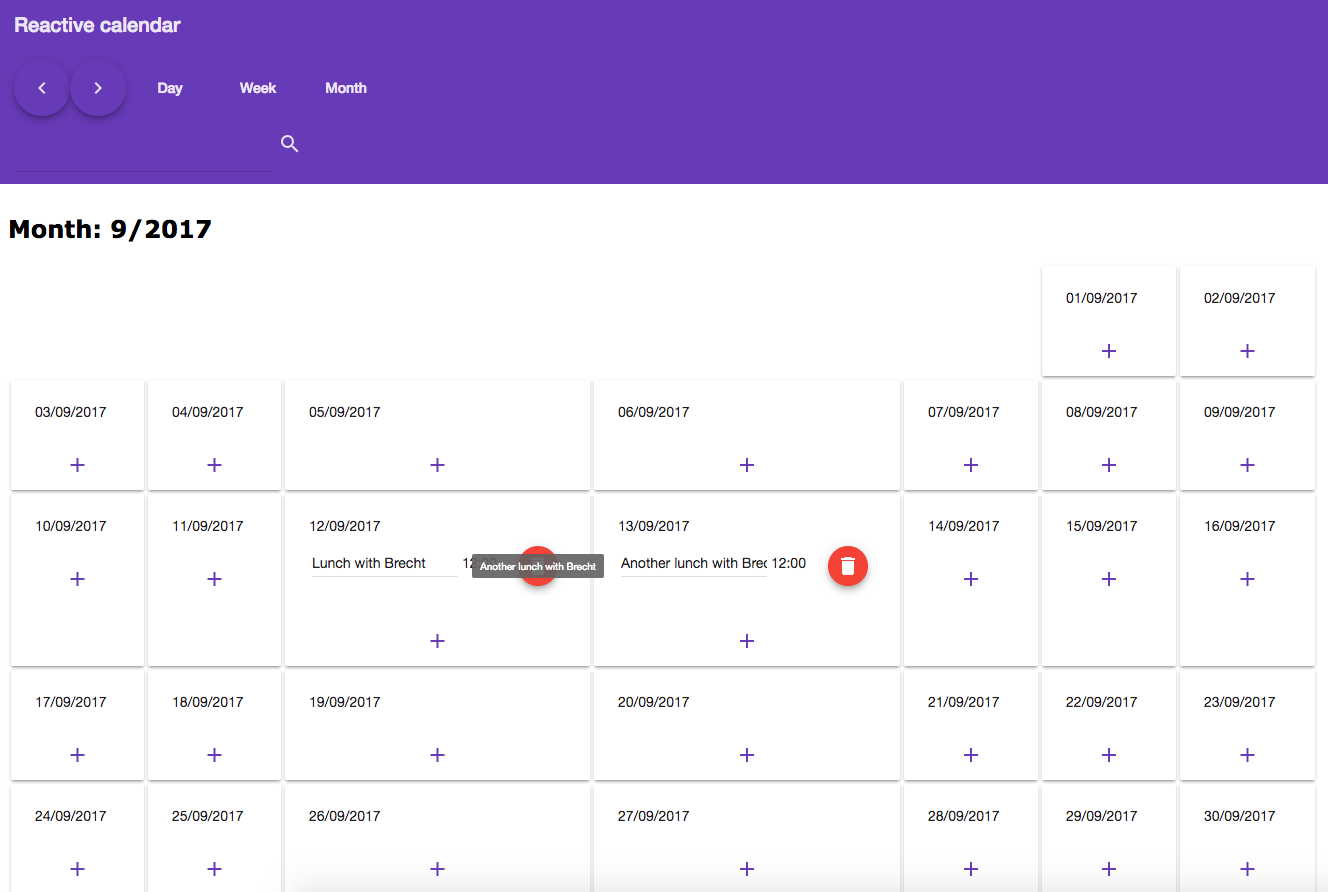 Reactive calendar
Day Week Month
Month: 9/2017
01/09/2017 02/09/2017
03/09/2017 04/09/2017 05/09/2017 06/09/2017 07/09/2017 08/09/2017 09/09/2017
10/09/2017 11/09/2017 12/09/2017 13/09/2017 14/09/2017 15/09/2017 16/09/2017
Lunch with Brecht Another lunch with Brecht Another lunch with 12:00
17/09/2017 18/09/2017 19/09/2017 20/09/2017 21/09/2017 22/09/2017 23/09/2017
24/09/2017 25/09/2017 26/09/2017 27/09/2017 28/09/2017 29/09/2017 30/09/2017